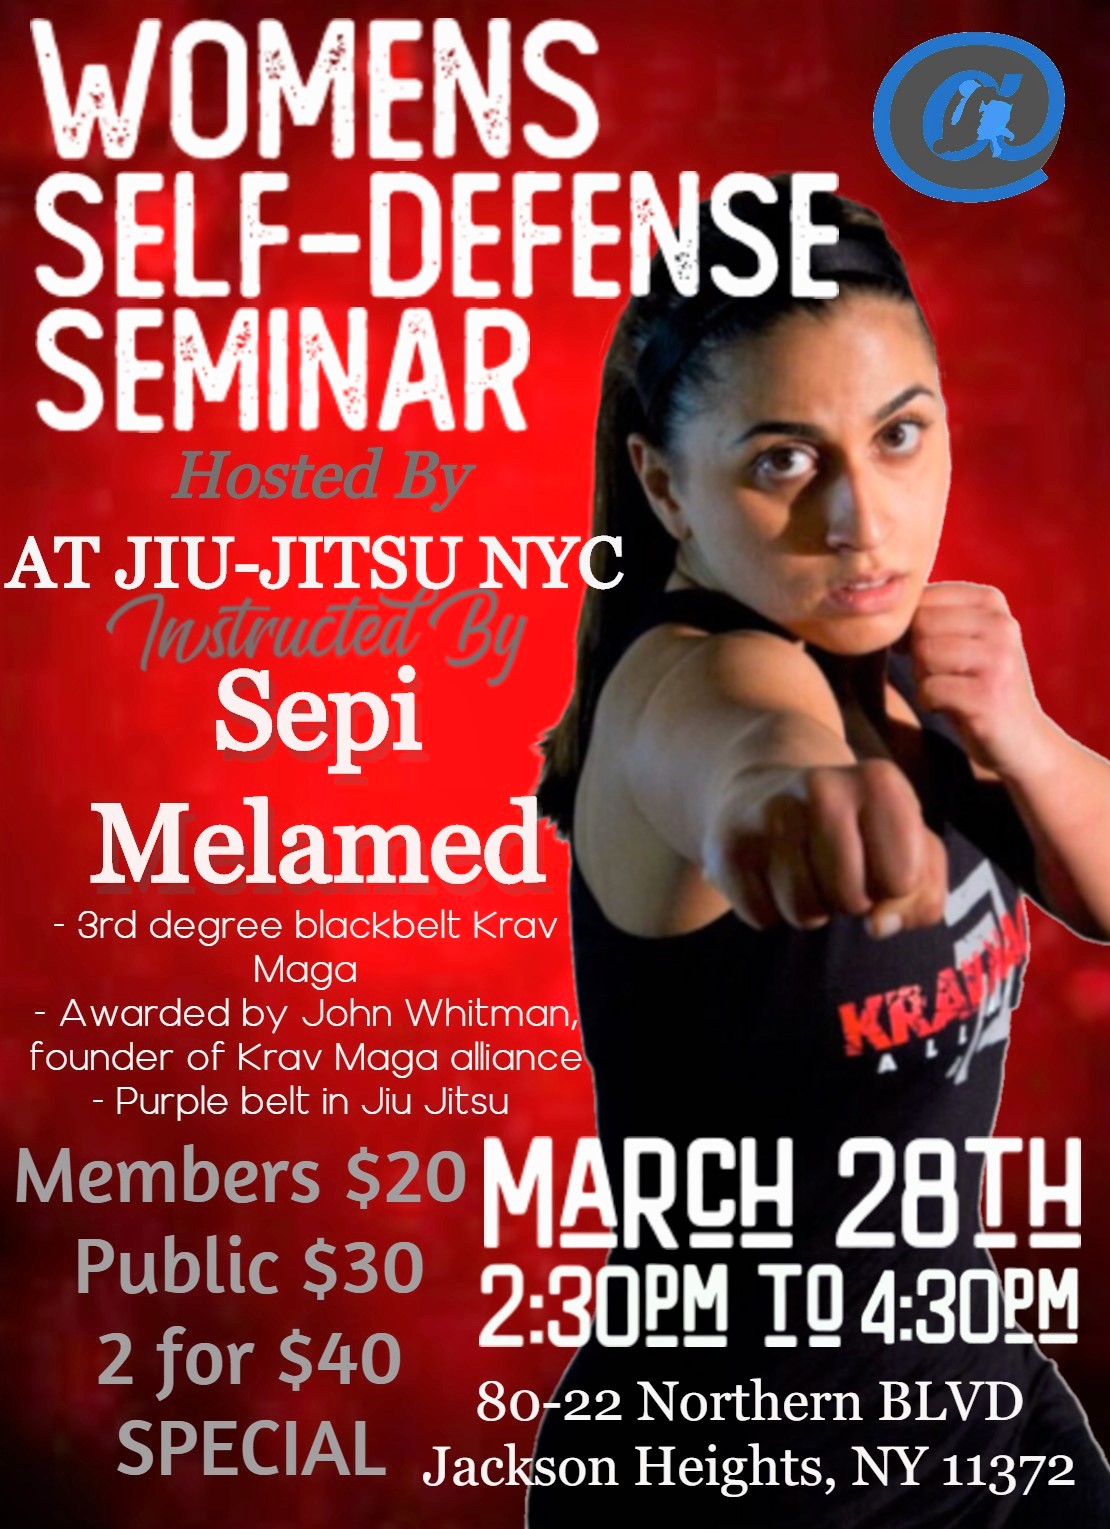 WOMENS
SELF-DEFENSE
SEMINAR
Hosted By
AT JIU-JITSU NYC
Instructed By
Sepi
Melamed
- 3rd degree blackbelt Krav
Maga
- Awarded by John Whitman,
founder of Krav Maga alliance
- Purple belt in Jiu Jitsu
Members $20
Public $30
2 for $40
SPECIAL
MARCH 28TH
2:30PM TO 4:30PM
80-22 Northern BLVD
Jackson Heights, NY 11372